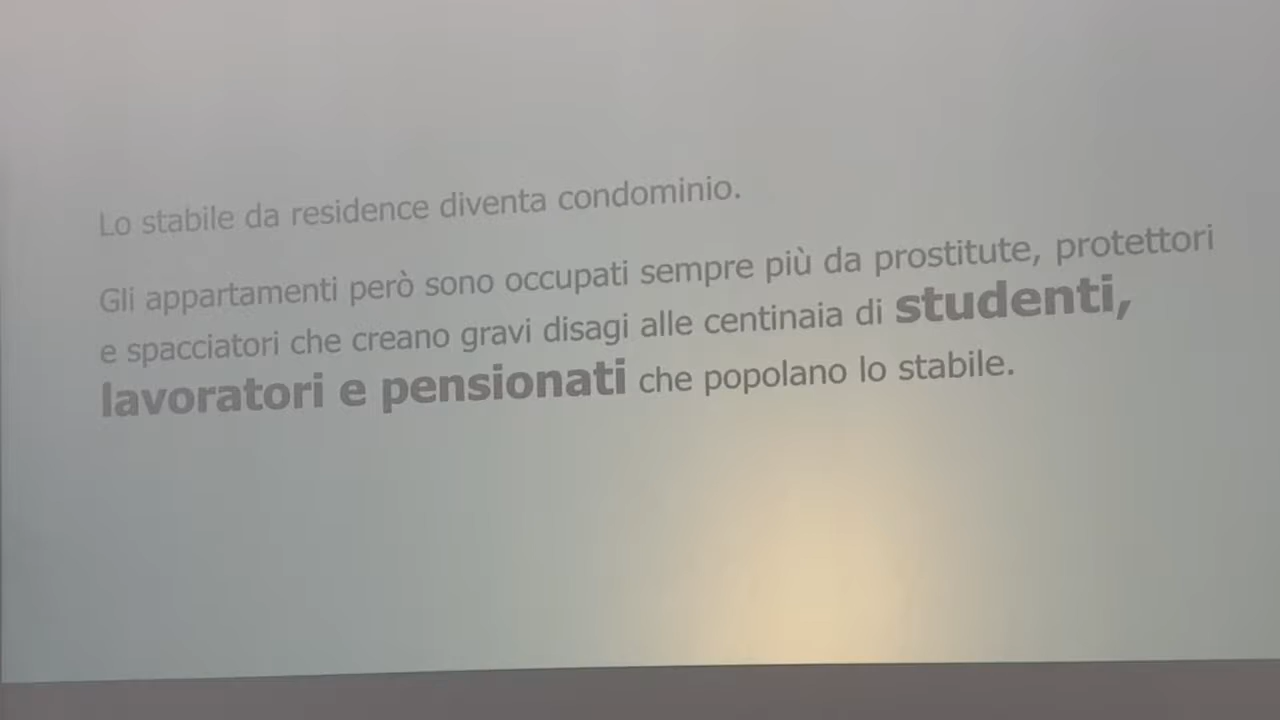 Lo stabile da residence diventa condominio.
Gli appartamenti però sono occupati sempre più da prostitute, protettori
e spacciatori che creano gravi disagi alle centinaia di studenti,
lavoratori e pensionati che popolano lo stabile.